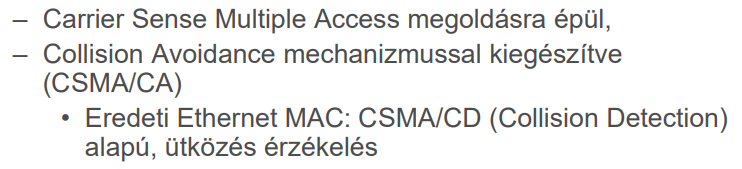 – Carrier Sense Multiple Access megoldásra épül,
– Collision Avoidance mechanizmussal kiegészítve
(CSMA/CA)
• Eredeti Ethernet MAC: CSMA/CD (Collision Detection)
alapú, ütközés érzékelés